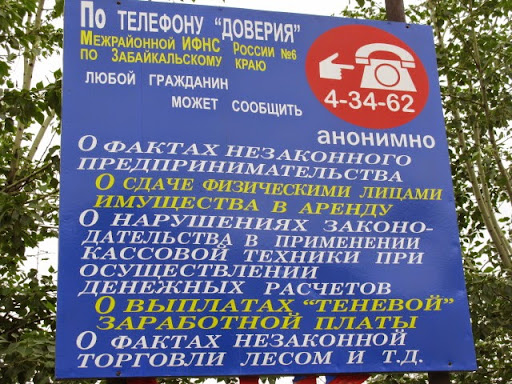 По телефону "доверия"
Межрайонной ИФНС России №6
по Забайкальскому краю
любой гражданин
может сообщить
4-34-62
анонимно
О фактах незаконного
предпринимательства
О сдаче физическими лицами
имущества в аренду
О нарушениях законо-
дательства в применении
кассовой техники при
осуществлении
денежных расчетов
О выплатах "теневой"
заработной платы
О фактах незаконной
торговли лесом и т.д.